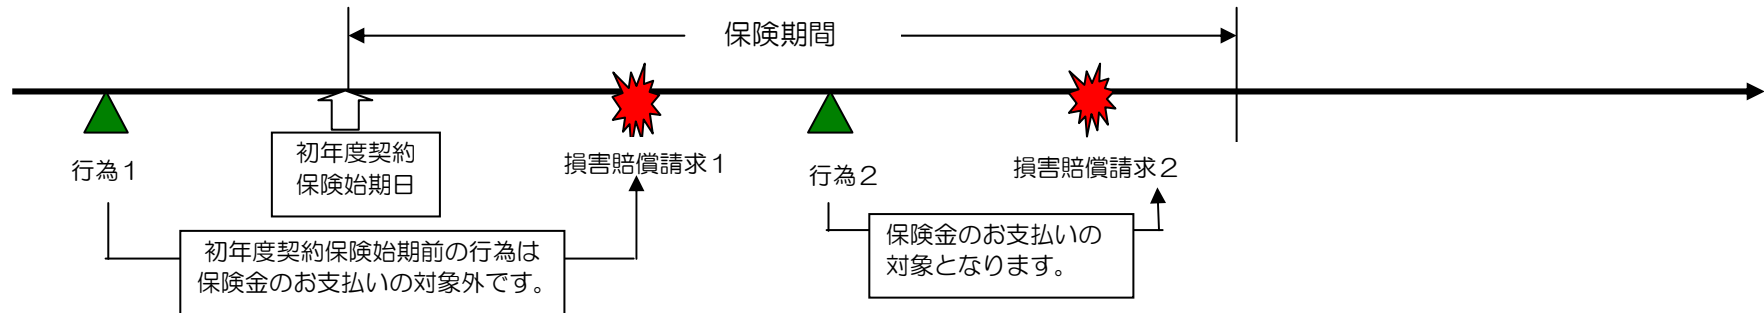 保険期間
行為１
初年度契約
保険始期日
損害賠償請求１
行為２
損害賠償請求２
初年度契約保険始期前の行為は
保険金のお支払いの対象外です。
保険金のお支払いの
対象となります。